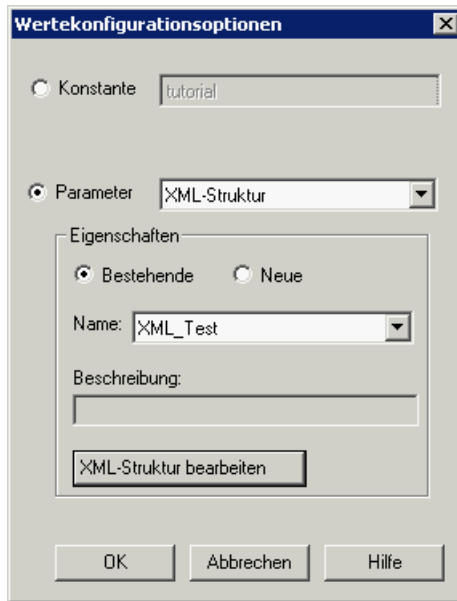 Wertekonfigurationsoptionen
Konstante tutorial
Parameter XML-Struktur
Eigenschaften
Bestehende Neue
Name: XML_Test
Beschreibung:
XML-Struktur bearbeiten
OK Abbrechen Hilfe